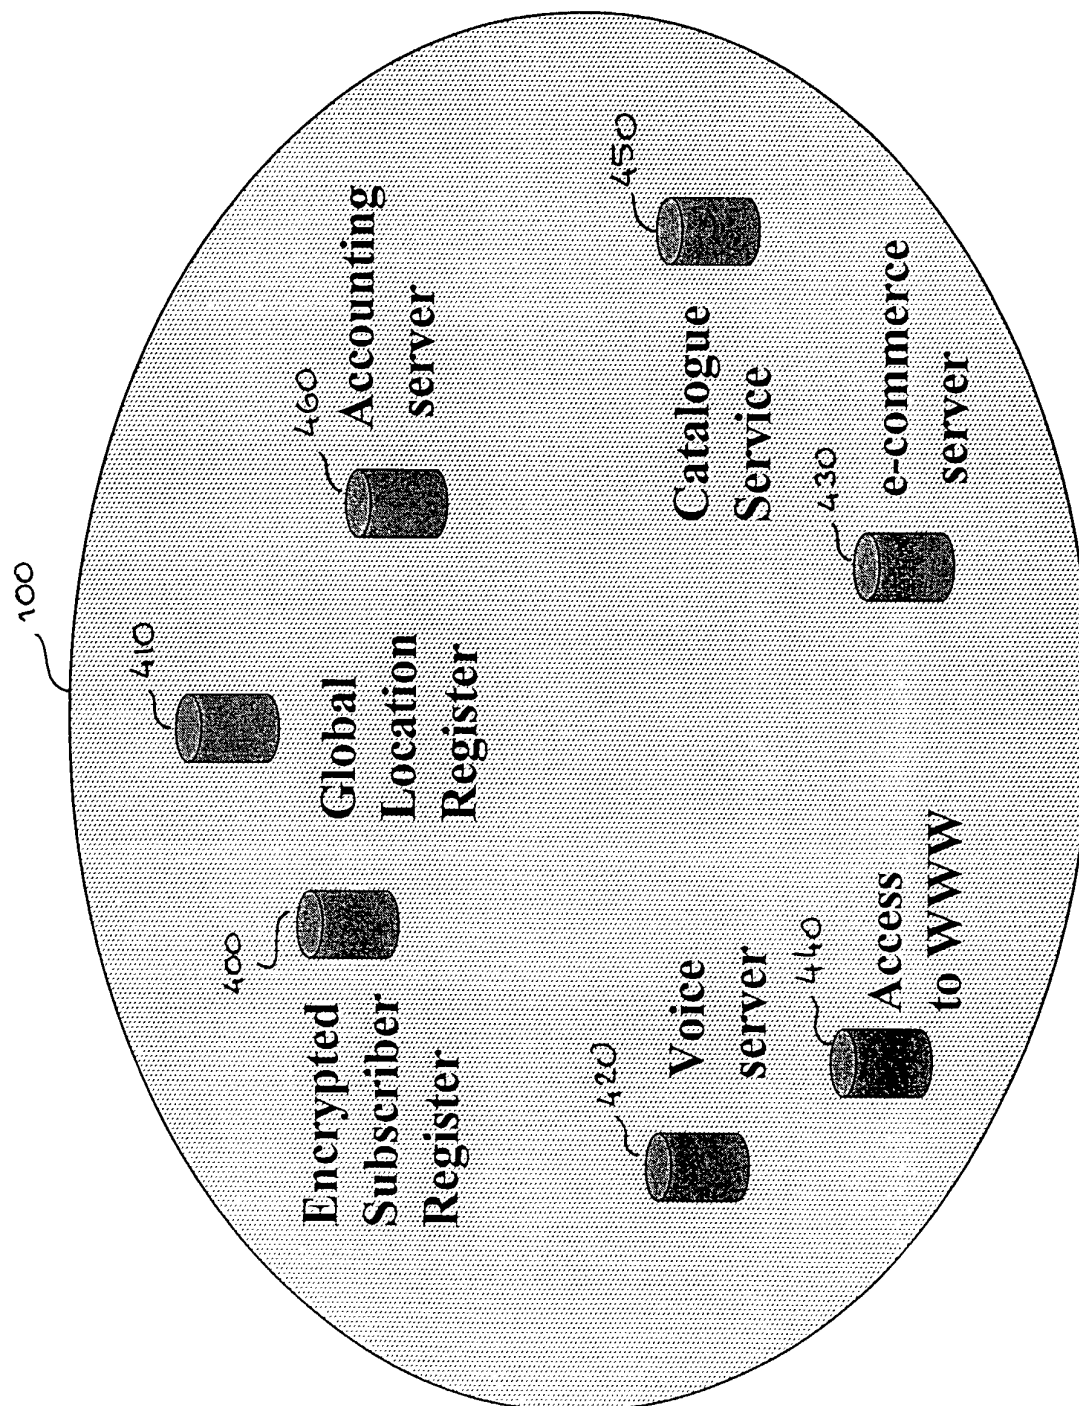 100
410
Global
Location
Register
400
Encrypted
Subscriber
Register
460
Accounting
server
420
Voice
server
440
Access
to WWW
450
Catalogue
Service
430
e-commerce
server